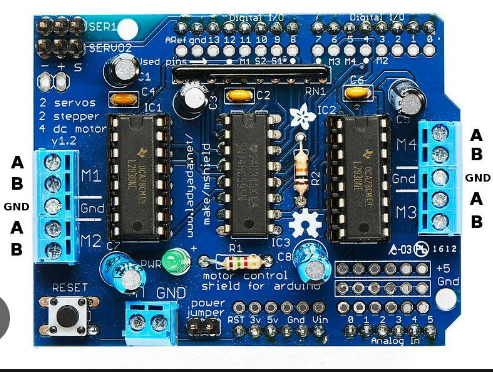 SER1
SERVO2
- + S
Digital I/O
Digital I/O
ARef gnd 13 12 11 10 9 8
7 6 5 4 3 2 1 0
Used pins
M1 S2 S1
M3 M4
M2
C1
C4
IC1
C3
C2
RN1
C6
IC2
2 servos
2 stepper
4 dc motor
v1.2
A
B
GND
A
B
M1
Gnd
M2
L293DNE
www.ladyada.net/
make/mshield
R2
L293DNE
M4
Gnd
M3
A
B
GND
A
B
C7
PWR
+
R1
IC3
C8
motor control
shield for arduino
A-03 1612
RESET
GND
power
jumper
RST 3v 5v Gnd Vin
+5
Gnd
0 1 2 3 4 5
Analog In